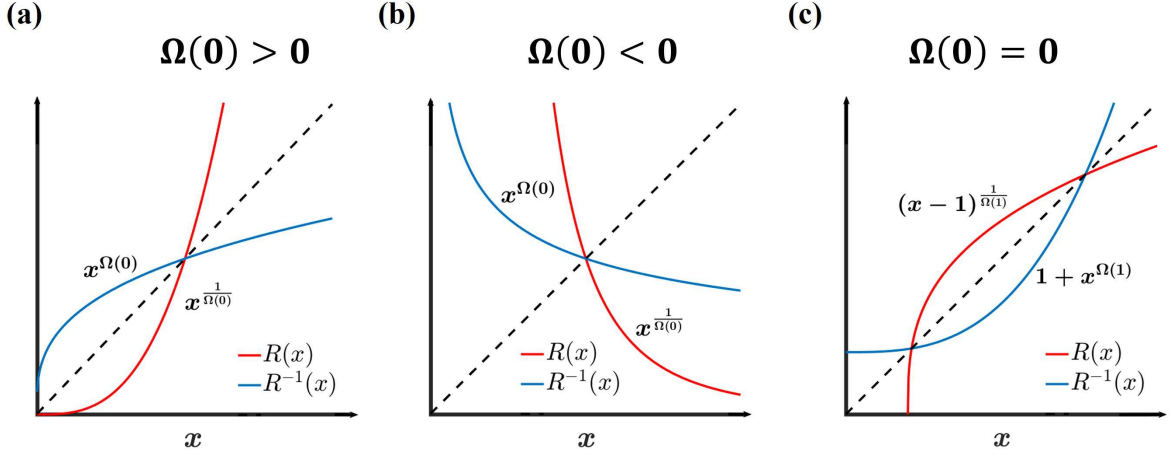 (a)
Ω(0) > 0
x^Ω(0)
x^1/Ω(0)
R(x)
R⁻¹(x)
x
(b)
Ω(0) < 0
x^Ω(0)
x^1/Ω(0)
R(x)
R⁻¹(x)
x
(c)
Ω(0) = 0
(x − 1)^1/Ω(1)
1 + x^Ω(1)
R(x)
R⁻¹(x)
x